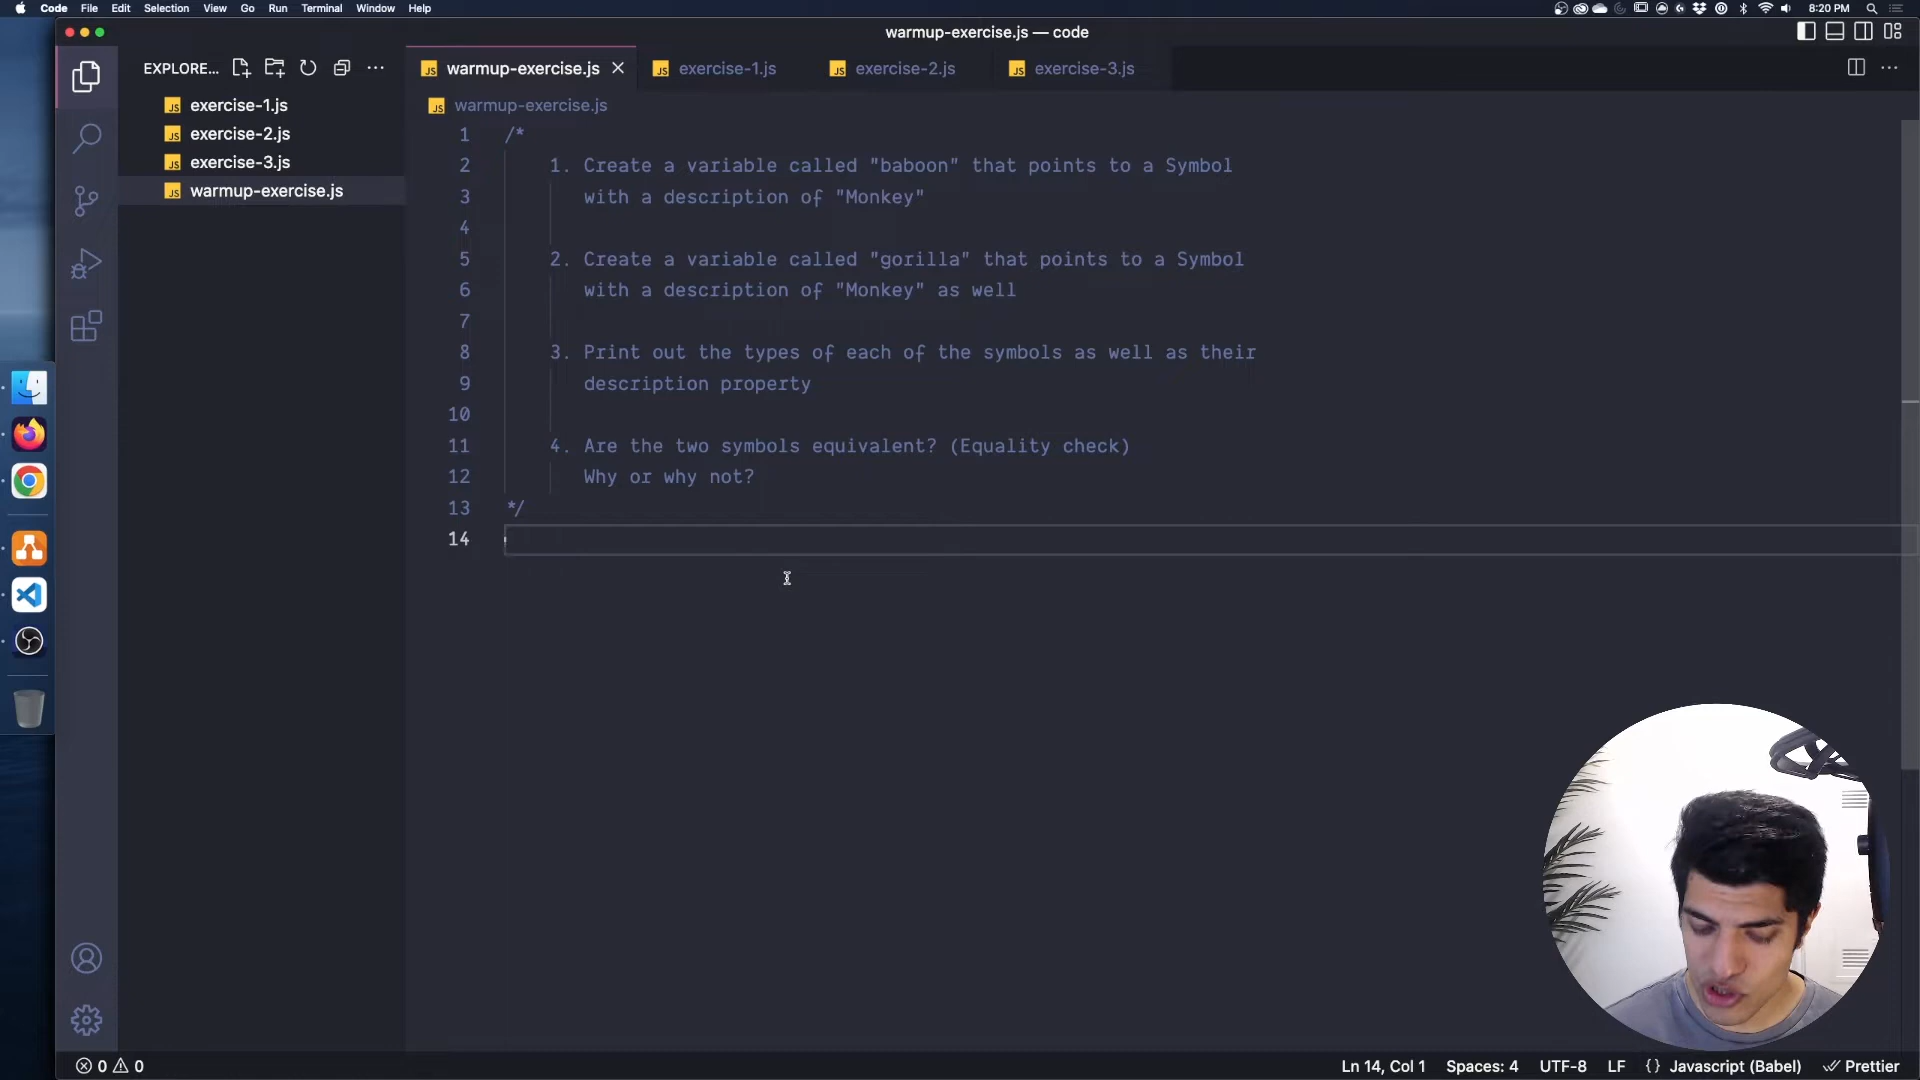 Code File Edit Selection View Go Run Terminal Window Help 8:20 PM
warmup-exercise.js — code
EXPLORE...
exercise-1.js
exercise-2.js
exercise-3.js
warmup-exercise.js
warmup-exercise.js exercise-1.js exercise-2.js exercise-3.js
warmup-exercise.js
1 /*
2 1. Create a variable called "baboon" that points to a Symbol
3 with a description of "Monkey"
4
5 2. Create a variable called "gorilla" that points to a Symbol
6 with a description of "Monkey" as well
7
8 3. Print out the types of each of the symbols as well as their
9 description property
10
11 4. Are the two symbols equivalent? (Equality check)
12 Why or why not?
13 */
14
0 0 Ln 14, Col 1 Spaces: 4 UTF-8 LF {} Javascript (Babel) Prettier